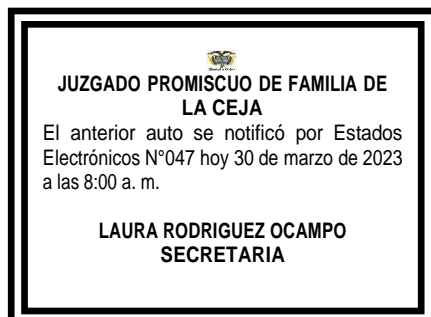 JUZGADO PROMISCUO DE FAMILIA DE
LA CEJA
El anterior auto se notificó por Estados
Electrónicos N°047 hoy 30 de marzo de 2023
a las 8:00 a. m.
LAURA RODRIGUEZ OCAMPO
SECRETARIA